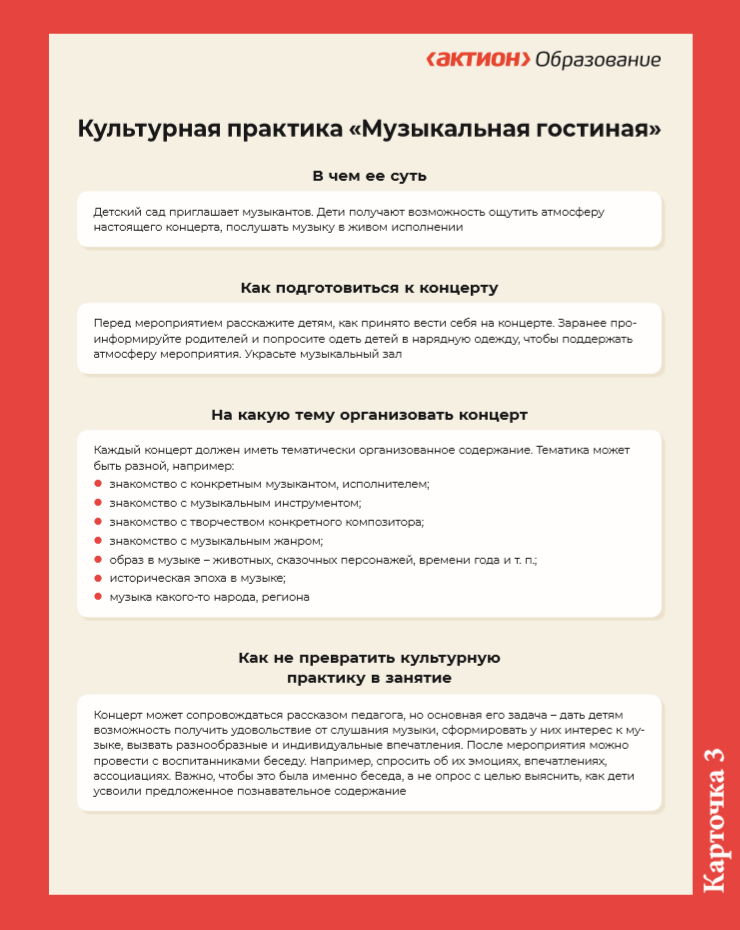 ‹актион› Образование
Культурная практика «Музыкальная гостиная»
В чем ее суть
Детский сад приглашает музыкантов. Дети получают возможность ощутить атмосферу
настоящего концерта, послушать музыку в живом исполнении
Как подготовиться к концерту
Перед мероприятием расскажите детям, как принято вести себя на концерте. Заранее про-
информируйте родителей и попросите одеть детей в нарядную одежду, чтобы поддержать
атмосферу мероприятия. Украсьте музыкальный зал
На какую тему организовать концерт
Каждый концерт должен иметь тематически организованное содержание. Тематика может
быть разной, например:
● знакомство с конкретным музыкантом, исполнителем;
● знакомство с музыкальным инструментом;
● знакомство с творчеством конкретного композитора;
● знакомство с музыкальным жанром;
● образ в музыке – животных, сказочных персонажей, времени года и т. п.;
● историческая эпоха в музыке;
● музыка какого-то народа, региона
Как не превратить культурную
практику в занятие
Концерт может сопровождаться рассказом педагога, но основная его задача – дать детям
возможность получить удовольствие от слушания музыки, сформировать у них интерес к му-
зыке, вызвать разнообразные и индивидуальные впечатления. После мероприятия можно
провести с воспитанниками беседу. Например, спросить об их эмоциях, впечатлениях,
ассоциациях. Важно, чтобы это была именно беседа, а не опрос с целью выяснить, как дети
усвоили предложенное познавательное содержание
Карточка 3